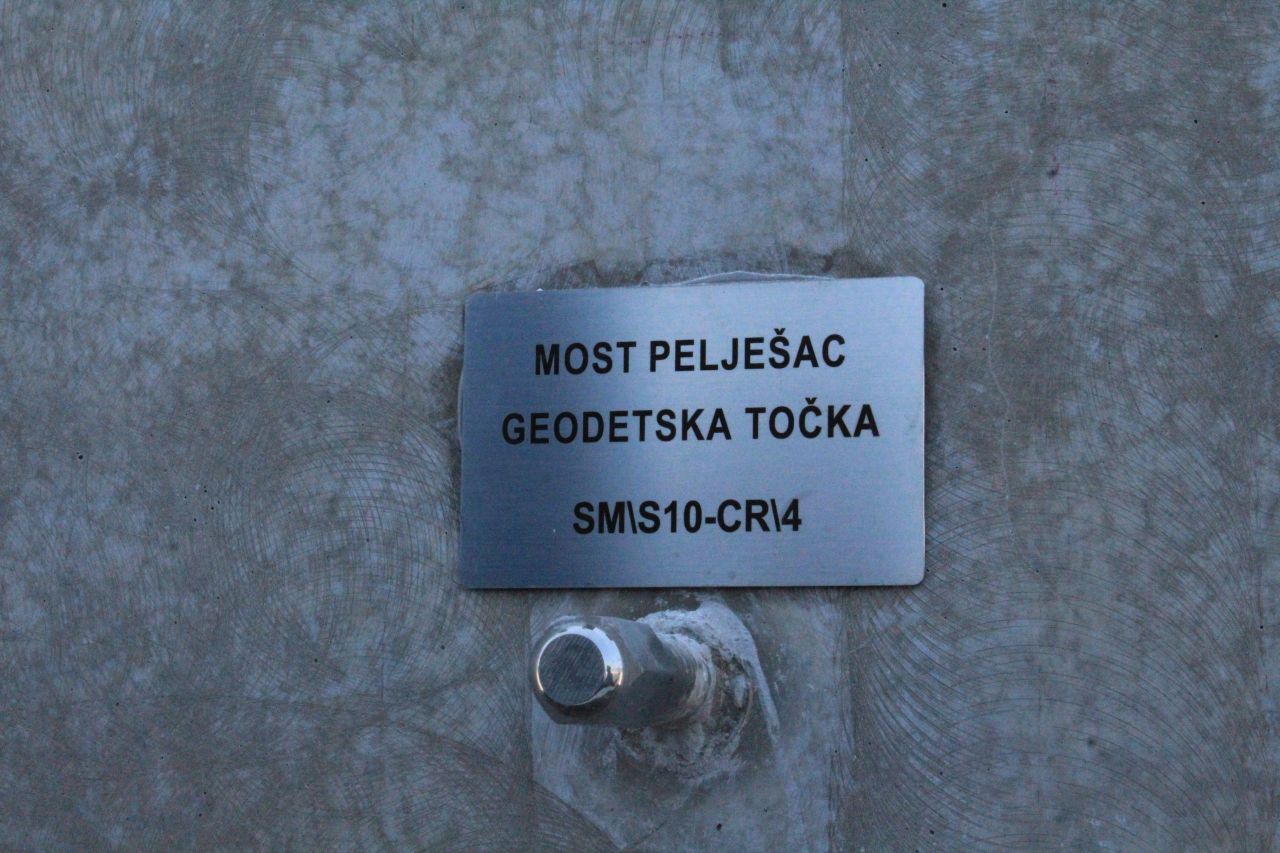 MOST PELJEŠAC
GEODETSKA TOČKA
SM\S10-CR\4